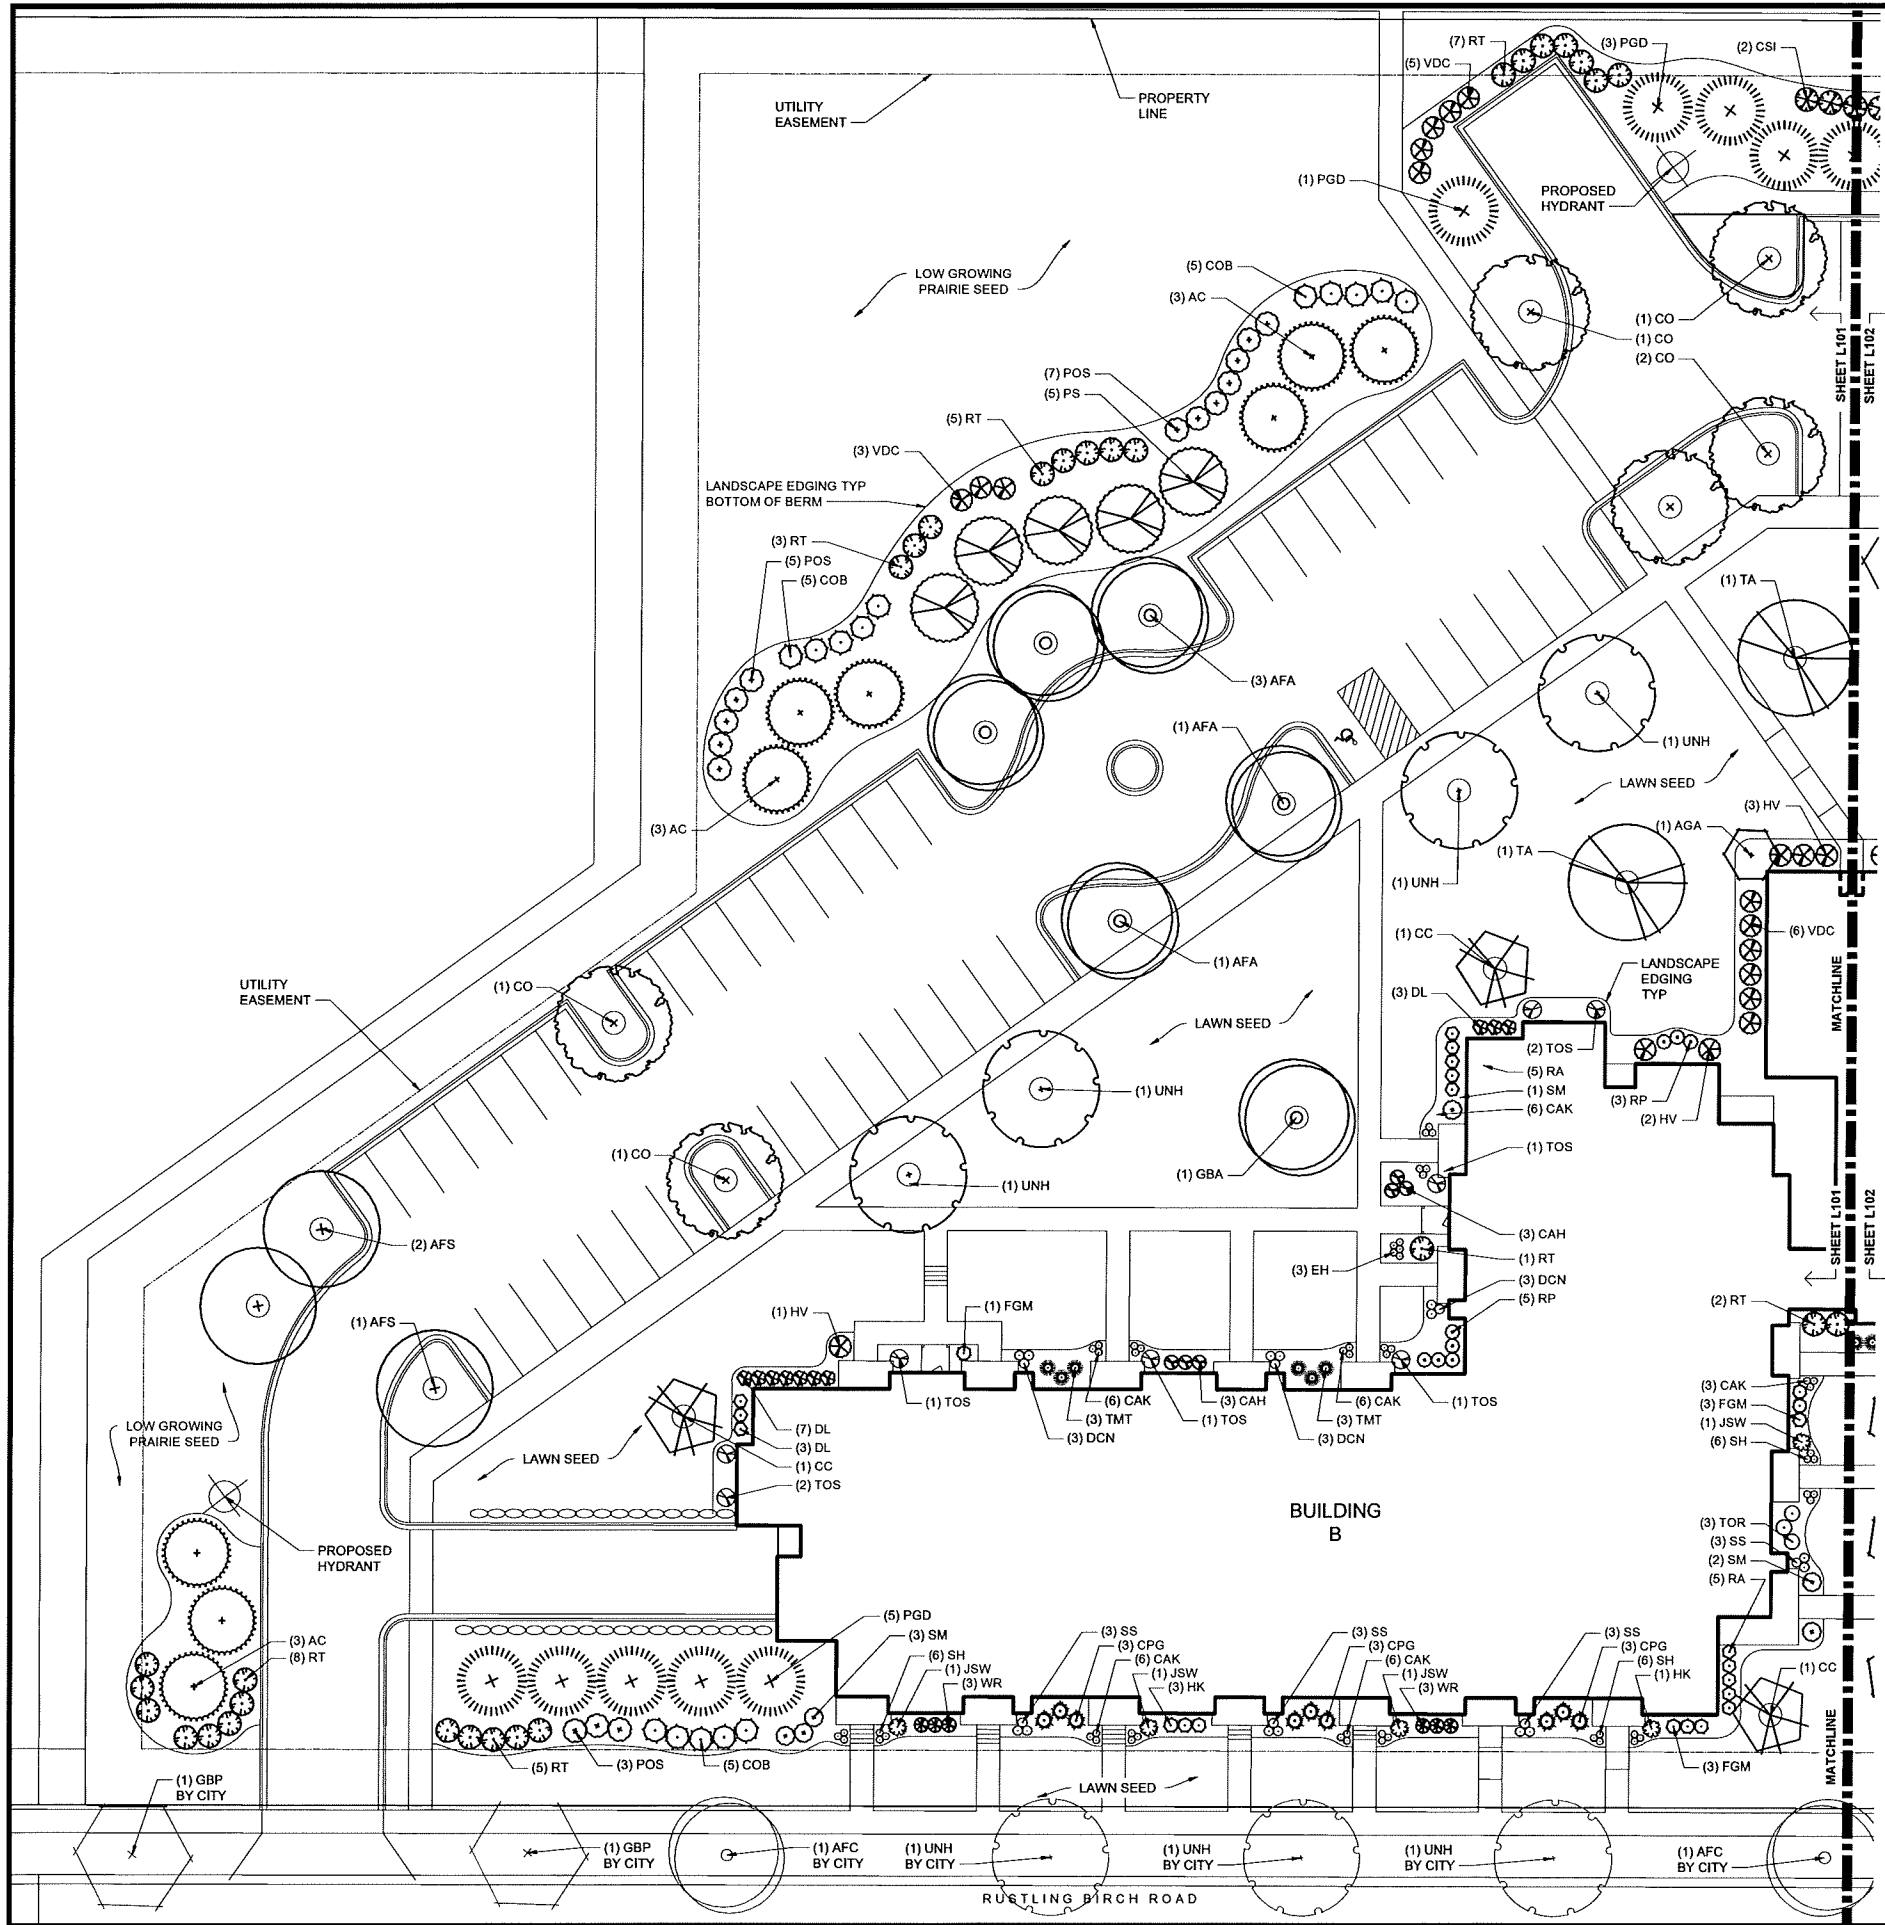 (7) RT
(3) PGD
(2) CSI
(5) VDC
UTILITY
EASEMENT
PROPERTY
LINE
(1) PGD
PROPOSED
HYDRANT
LOW GROWING
PRAIRIE SEED
(5) COB
(3) AC
(1) CO
(1) CO
(2) CO
SHEET L101
SHEET L102
(7) POS
(5) PS
(5) RT
(3) VDC
LANDSCAPE EDGING TYP
BOTTOM OF BERM
(3) RT
(5) POS
(5) COB
(1) TA
(3) AFA
(1) AFA
(1) UNH
LAWN SEED
(3) HV
(3) AC
(1) AGA
(1) TA
(1) UNH
(6) VDC
(1) CC
(1) AFA
LANDSCAPE
EDGING
TYP
MATCHLINE
UTILITY
EASEMENT
(1) CO
(3) DL
LAWN SEED
(2) TOS
(5) RA
(1) SM
(6) CAK
(3) RP
(2) HV
(1) UNH
(1) TOS
(1) CO
(1) UNH
(1) GBA
SHEET L101
SHEET L102
(2) AFS
(3) CAH
(1) RT
(3) EH
(3) DCN
(5) RP
(1) HV
(1) FGM
(1) AFS
(2) RT
(1) TOS
(6) CAK
(3) TMT
(3) DCN
(3) CAH
(1) TOS
(6) CAK
(3) TMT
(3) DCN
(1) TOS
(3) CAK
(3) FGM
(1) JSW
(6) SH
LOW GROWING
PRAIRIE SEED
(7) DL
(3) DL
(1) CC
(2) TOS
LAWN SEED
BUILDING
B
PROPOSED
HYDRANT
(3) TOR
(3) SS
(2) SM
(5) RA
(5) PGD
(3) SM
(3) AC
(8) RT
(6) SH
(1) JSW
(3) WR
(3) SS
(3) CPG
(6) CAK
(1) JSW
(3) HK
(3) SS
(3) CPG
(6) CAK
(1) JSW
(3) WR
(3) SS
(3) CPG
(6) SH
(1) HK
(1) CC
MATCHLINE
(5) RT
(3) POS
(5) COB
(3) FGM
(1) GBP
BY CITY
LAWN SEED
(1) GBP
BY CITY
(1) AFC
BY CITY
(1) UNH
BY CITY
(1) UNH
BY CITY
(1) UNH
BY CITY
(1) AFC
BY CITY
RUSTLING BIRCH ROAD